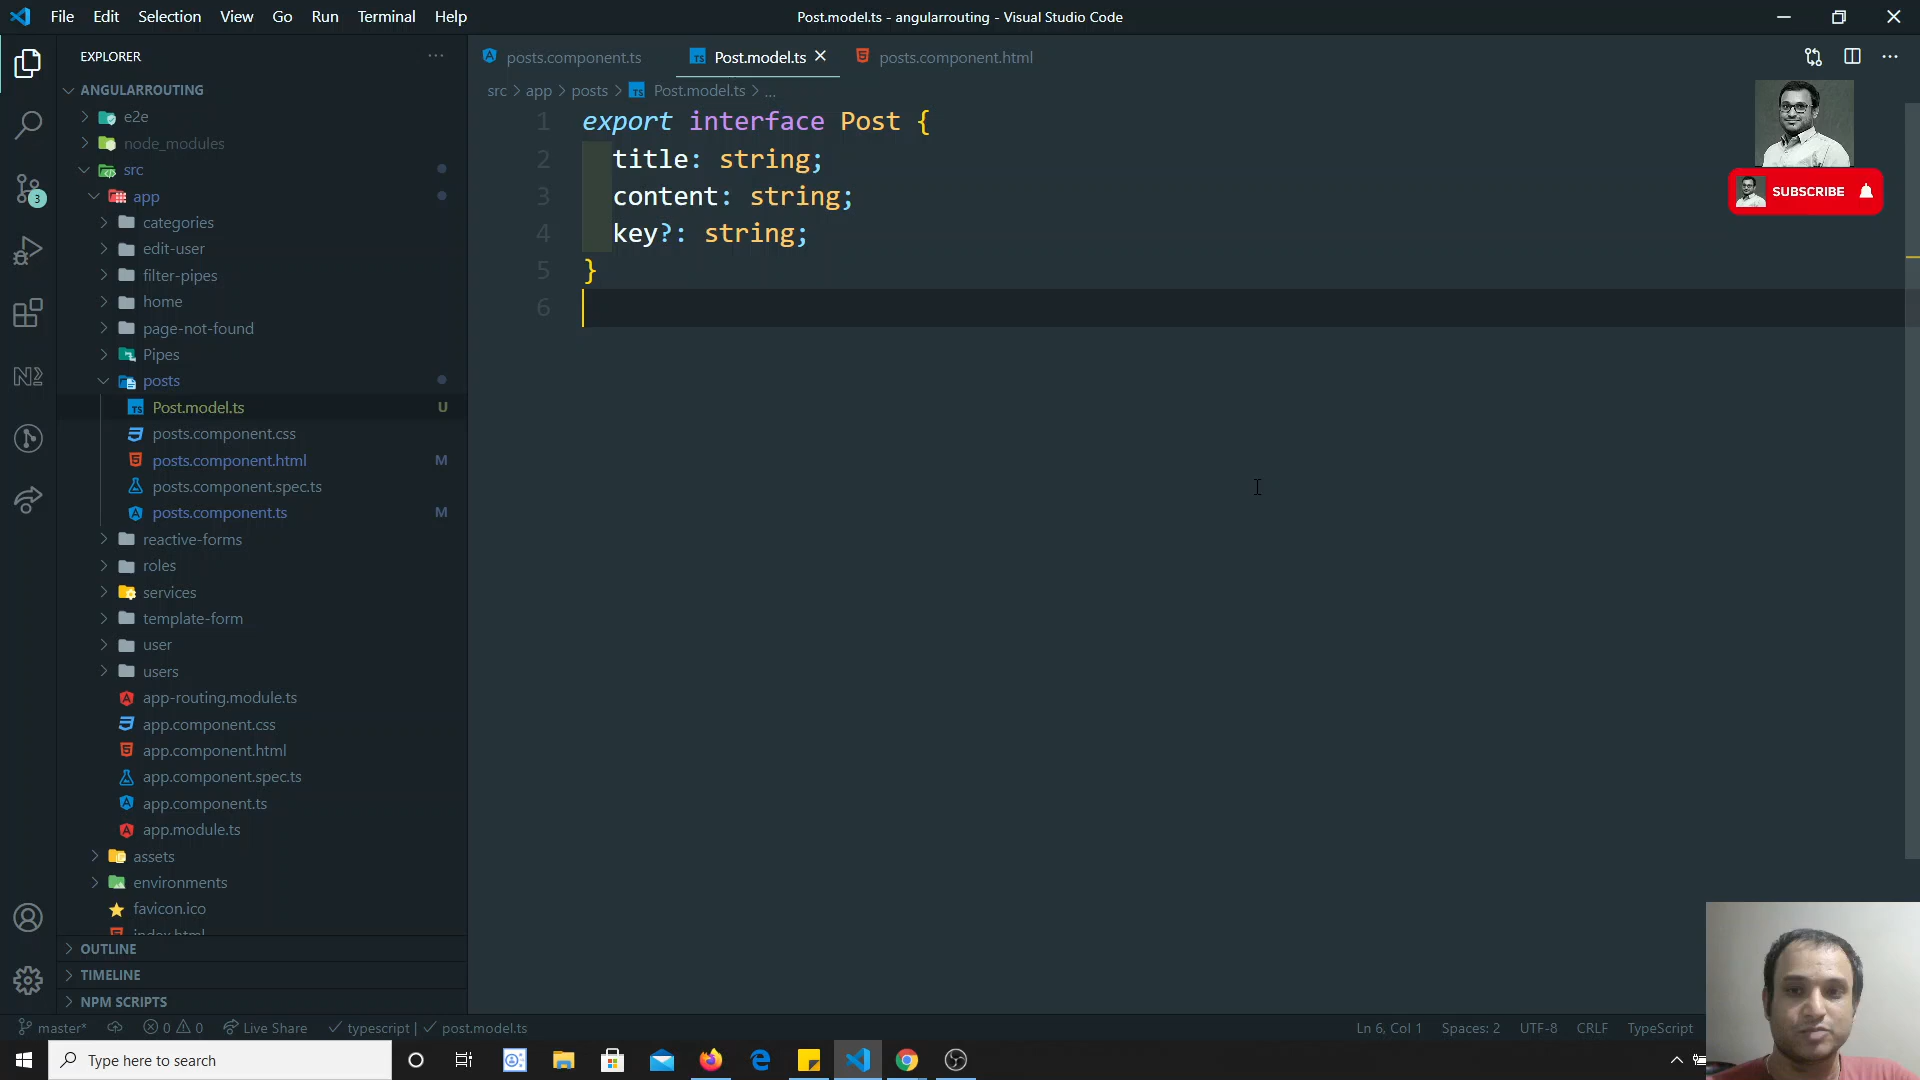 File Edit Selection View Go Run Terminal Help
Post.model.ts - angularrouting - Visual Studio Code
EXPLORER
ANGULARROUTING
e2e
node_modules
src
app
categories
edit-user
filter-pipes
home
page-not-found
Pipes
posts
Post.model.ts U
posts.component.css
posts.component.html M
posts.component.spec.ts
posts.component.ts M
reactive-forms
roles
services
template-form
user
users
app-routing.module.ts
app.component.css
app.component.html
app.component.spec.ts
app.component.ts
app.module.ts
assets
environments
favicon.ico
index.html
OUTLINE
TIMELINE
NPM SCRIPTS
3
posts.component.ts Post.model.ts posts.component.html
src > app > posts > TS Post.model.ts > ...
1 export interface Post {
2 title: string;
3 content: string;
4 key?: string;
5 }
6
SUBSCRIBE
master* 0 0 Live Share typescript | post.model.ts
Ln 6, Col 1 Spaces: 2 UTF-8 CRLF TypeScript
Type here to search